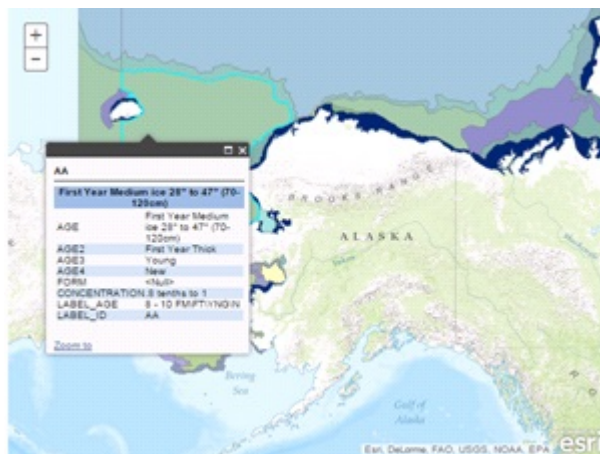 +
−
AA
First Year Medium ice 28" to 47" (70-
120cm)
AGE First Year Medium
ice 28" to 47" (70-
120cm)
AGE2 First Year Thick
AGE3 Young
AGE4 New
FORM <Null>
CONCENTRATION .8 tenths to 1
LABEL_AGE 8 - 10 FM\FT\YNG\N
LABEL_ID AA
Zoom to
BROOKS RANGE
ALASKA
Yukon
Bering
Sea
Gulf of
Alaska
Esri, DeLorme, FAO, USGS, NOAA, EPA
esri